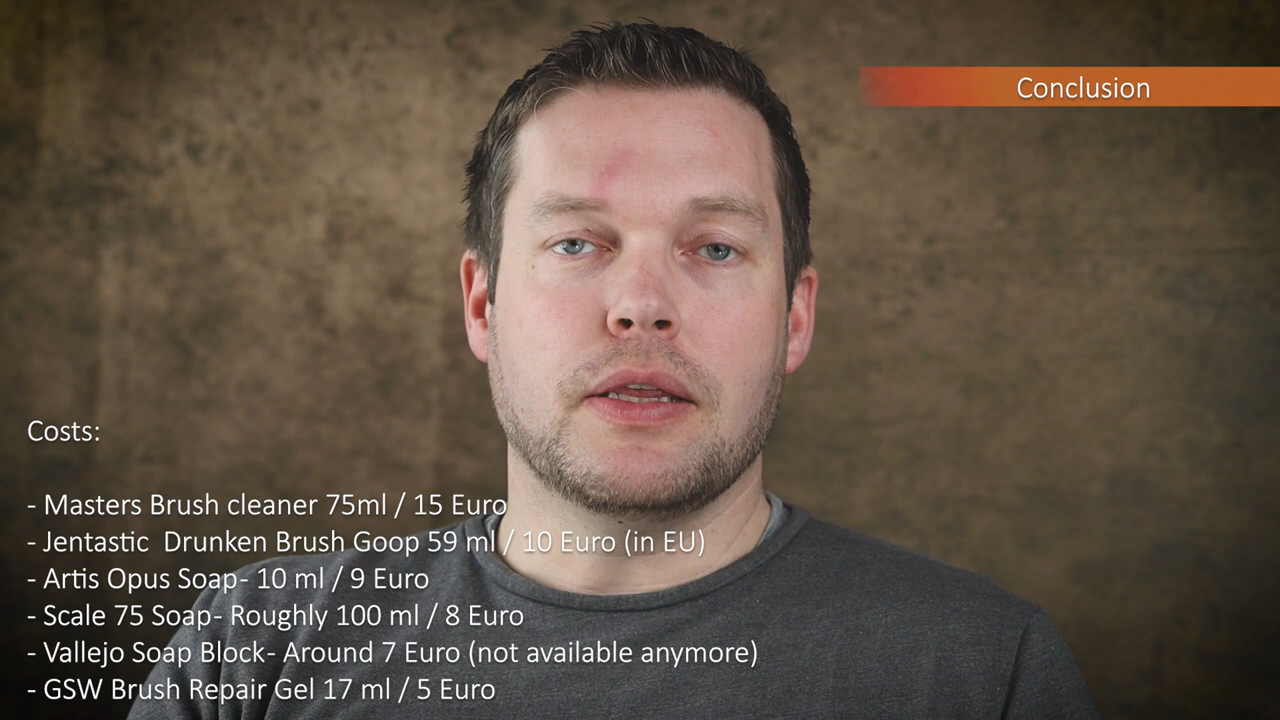 Conclusion
Costs:
- Masters Brush cleaner 75ml / 15 Euro
- Jentastic Drunken Brush Goop 59 ml / 10 Euro (in EU)
- Artis Opus Soap- 10 ml / 9 Euro
- Scale 75 Soap- Roughly 100 ml / 8 Euro
- Vallejo Soap Block- Around 7 Euro (not available anymore)
- GSW Brush Repair Gel 17 ml / 5 Euro